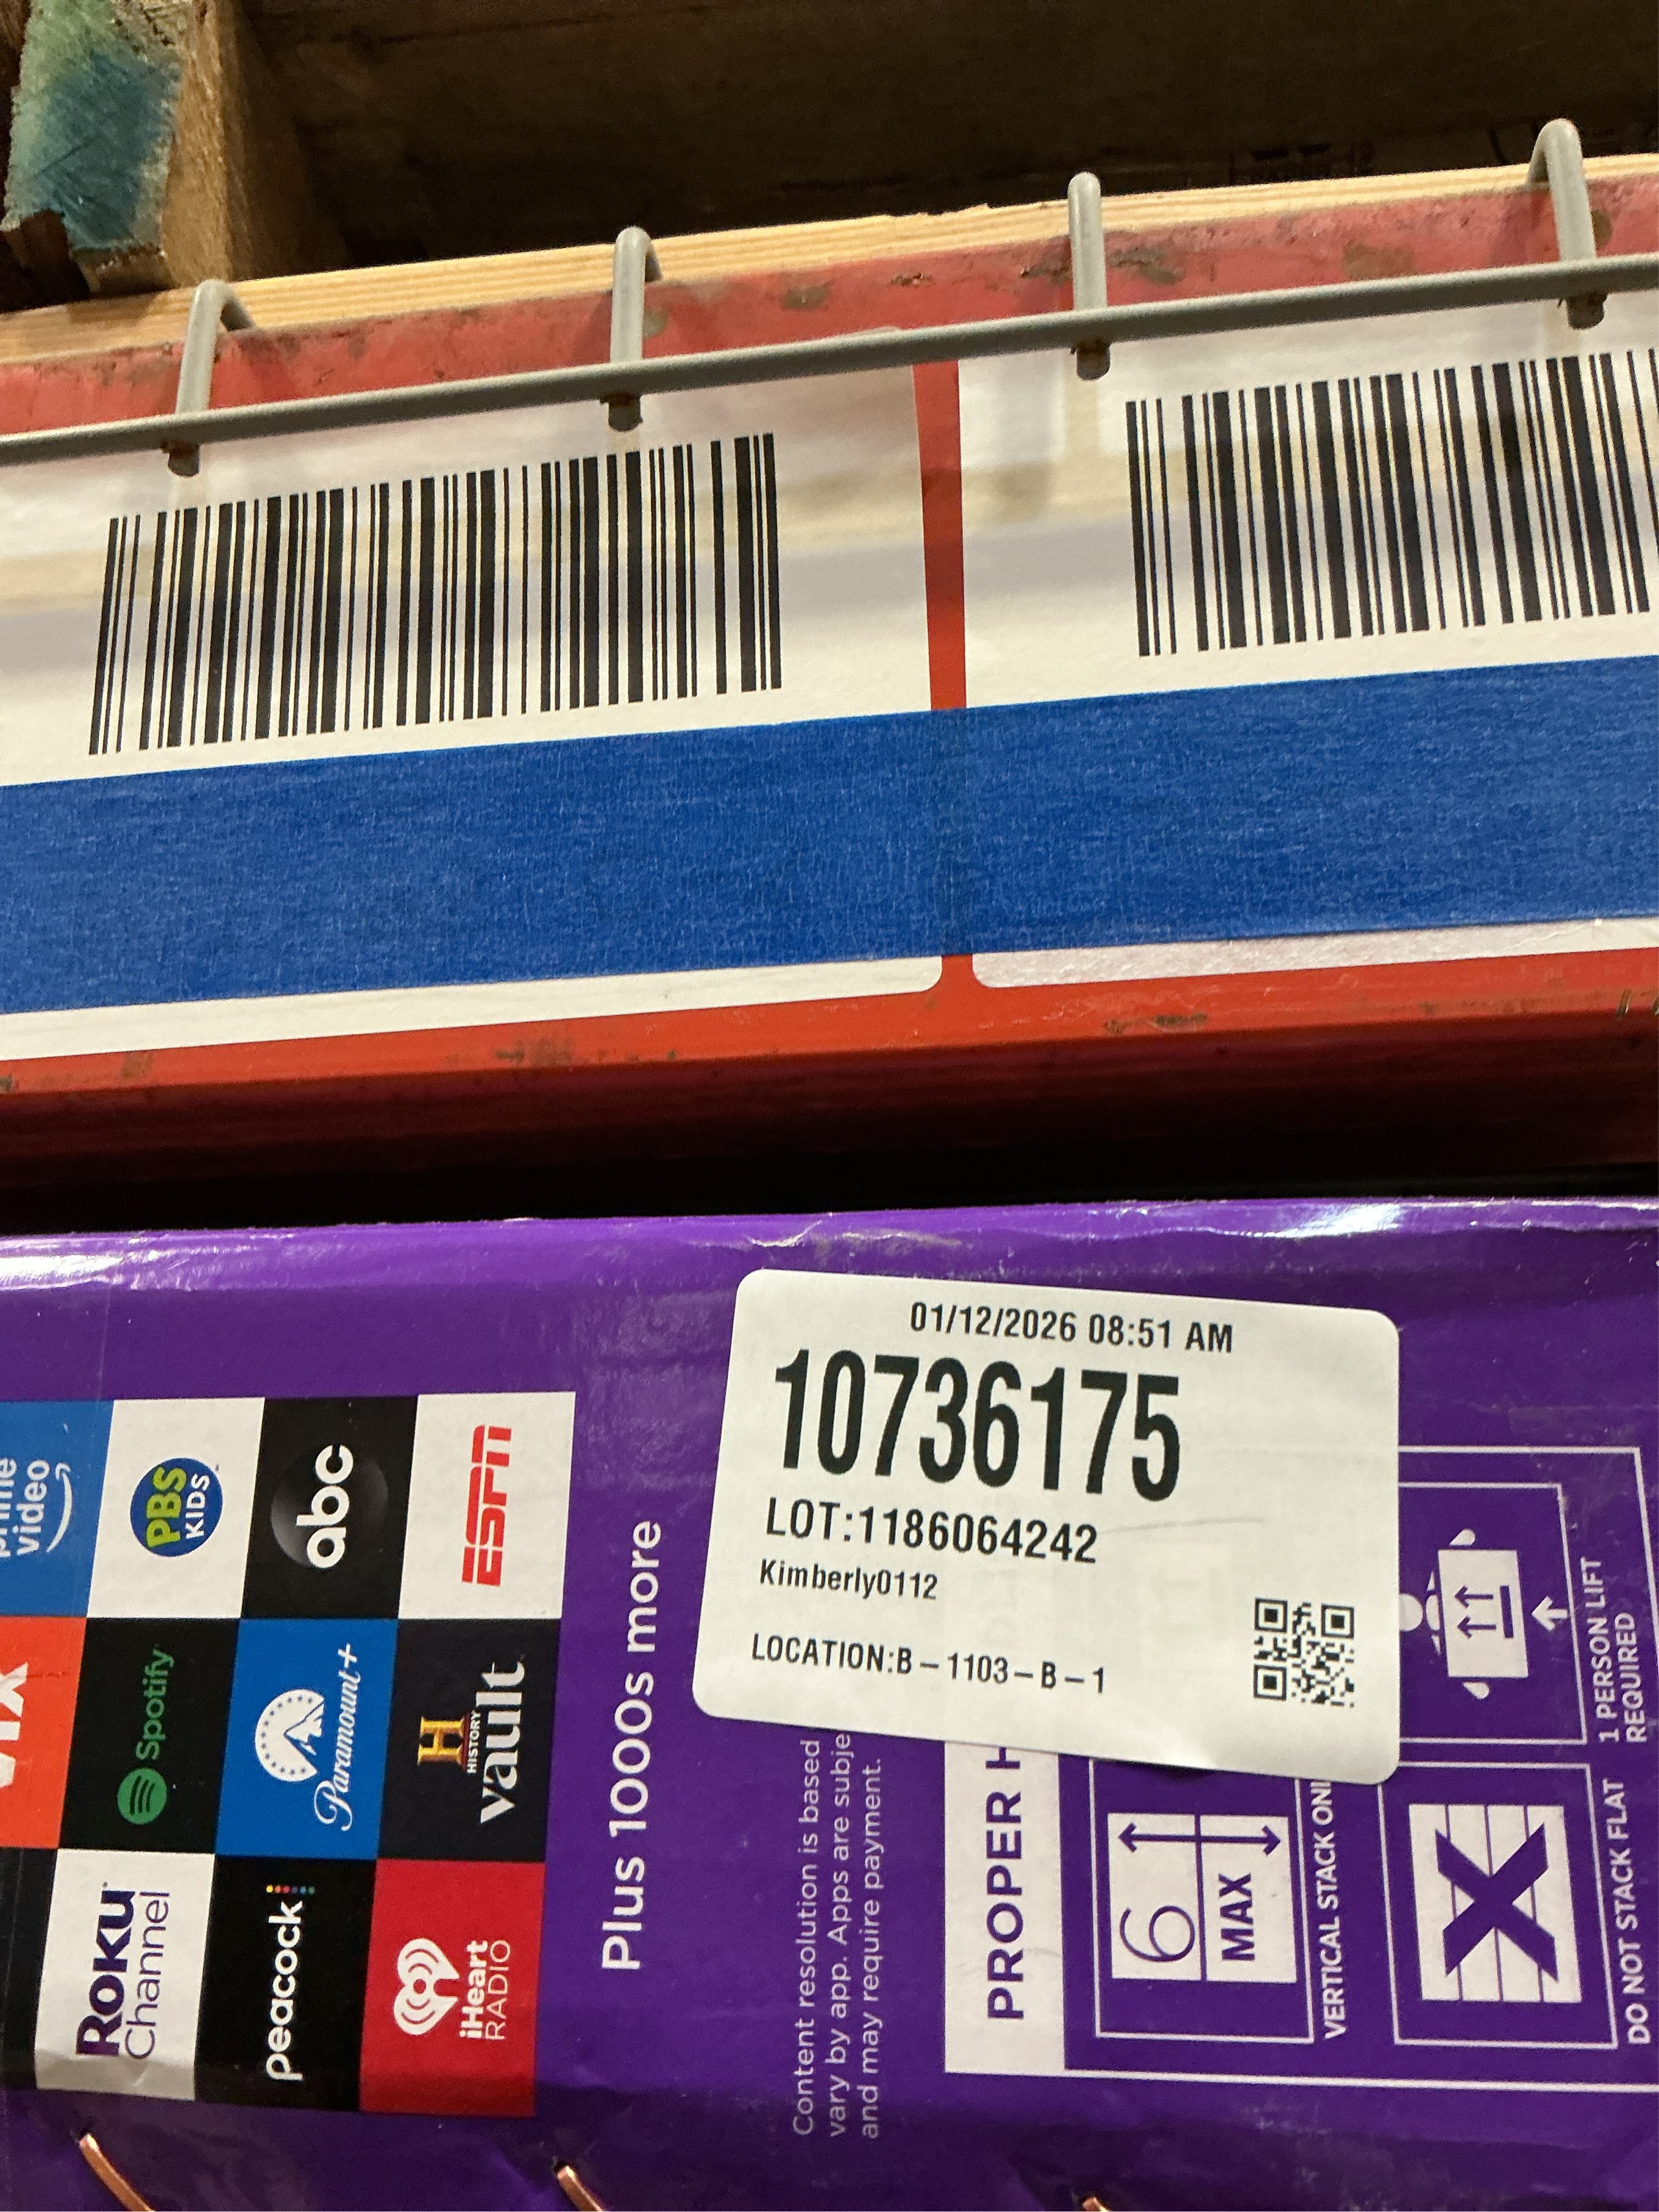 01/12/2026 08:51 AM
10736175
LOT:1186064242
Kimberly0112
LOCATION:B-1103-B-1
prime video
PBS KIDS
abc
ESPN
ViX
Spotify
Paramount+
HISTORY Vault
Roku Channel
peacock
iHeart RADIO
Plus 1000s more
Content resolution is based
vary by app. Apps are subje
and may require payment.
PROPER H
6
MAX
VERTICAL STACK ONL
1 PERSON LIFT
REQUIRED
DO NOT STACK FLAT